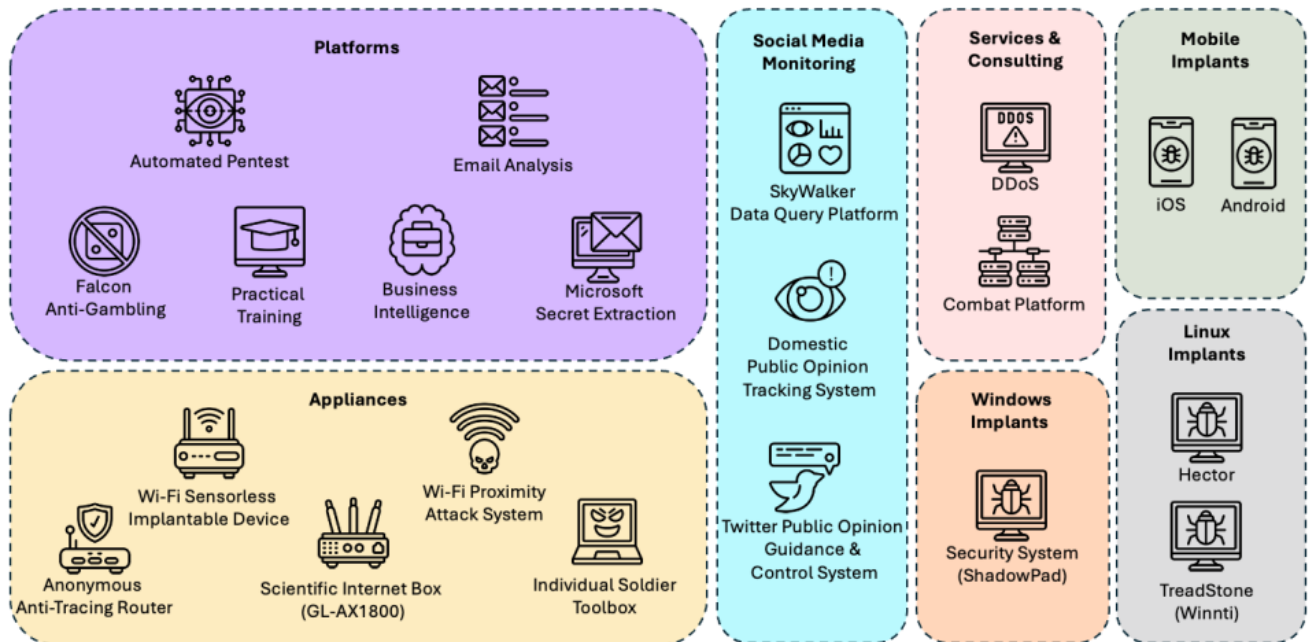 Platforms
Automated Pentest
Email Analysis
Falcon
Anti-Gambling
Practical
Training
Business
Intelligence
Microsoft
Secret Extraction
Appliances
Wi-Fi Sensorless
Implantable Device
Wi-Fi Proximity
Attack System
Anonymous
Anti-Tracing Router
Scientific Internet Box
(GL-AX1800)
Individual Soldier
Toolbox
Social Media
Monitoring
SkyWalker
Data Query Platform
Domestic
Public Opinion
Tracking System
Twitter Public Opinion
Guidance &
Control System
Services &
Consulting
DDOS
DDoS
Combat Platform
Windows
Implants
Security System
(ShadowPad)
Mobile
Implants
iOS
Android
Linux
Implants
Hector
TreadStone
(Winnti)